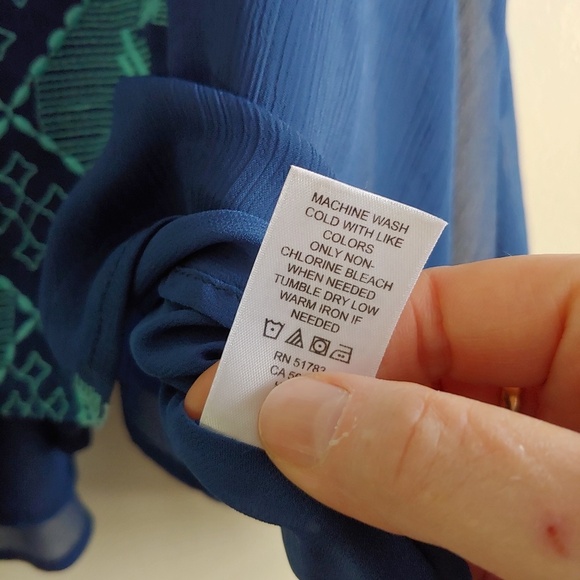 MACHINE WASH
COLD WITH LIKE
COLORS
ONLY NON-
CHLORINE BLEACH
WHEN NEEDED
TUMBLE DRY LOW
WARM IRON IF
NEEDED
RN 51783
CA